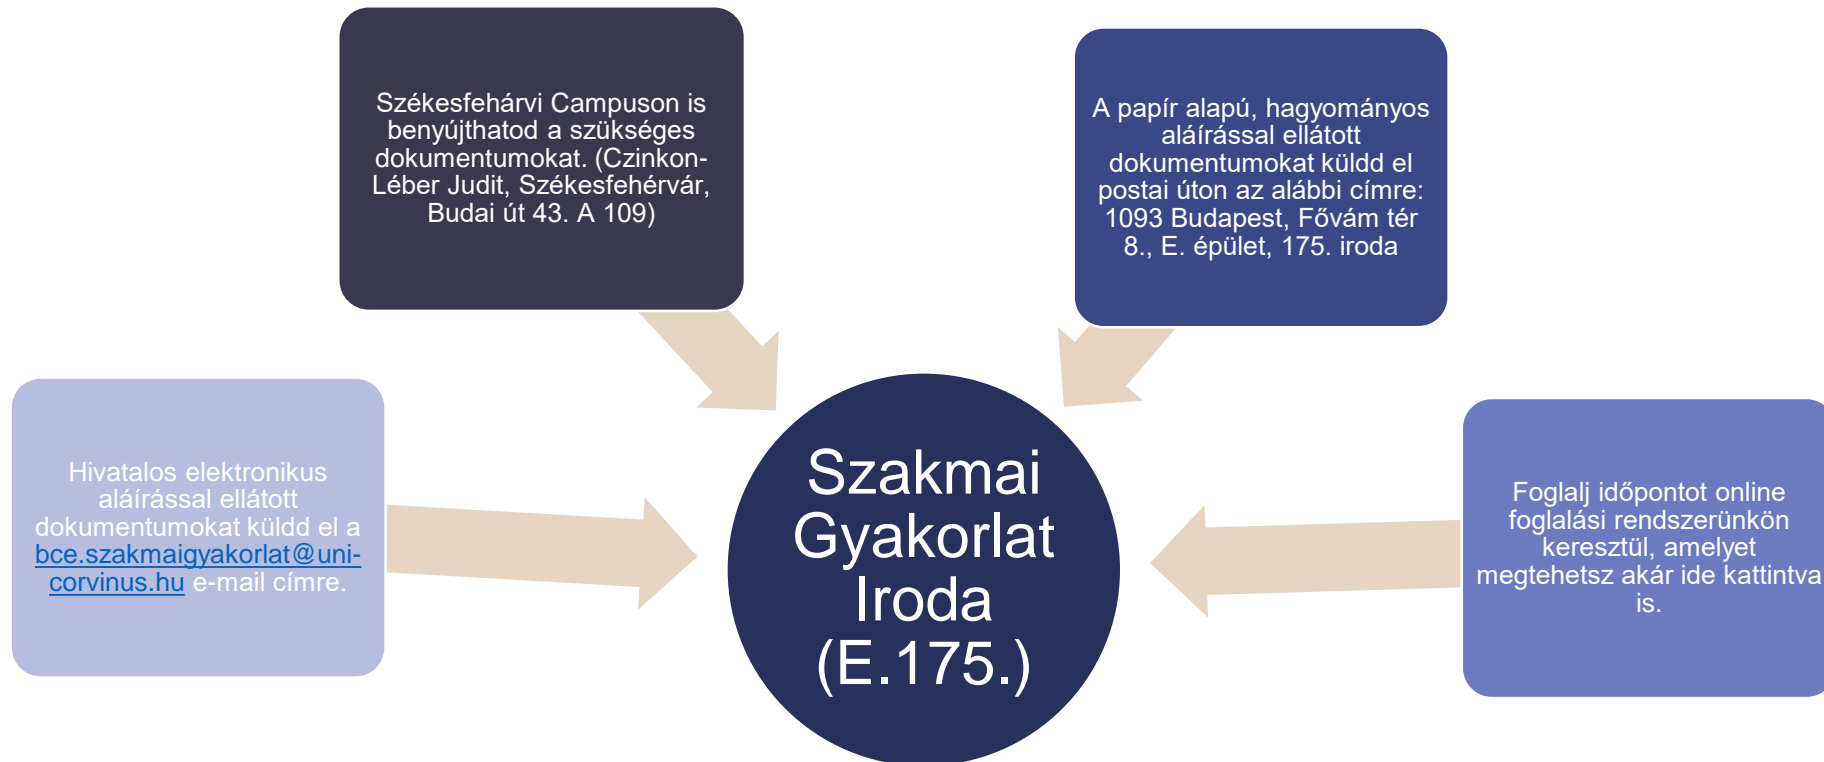 Székesfehárvi Campuson is
benyújthatod a szükséges
dokumentumokat. (Czinkon-
Léber Judit, Székesfehérvár,
Budai út 43. A 109)
A papír alapú, hagyományos
aláírással ellátott
dokumentumokat küldd el
postai úton az alábbi címre:
1093 Budapest, Fővám tér
8., E. épület, 175. iroda
Hivatalos elektronikus
aláírással ellátott
dokumentumokat küldd el a
bce.szakmaigyakorlat@uni-
corvinus.hu e-mail címre.
Szakmai
Gyakorlat
Iroda
(E.175.)
Foglalj időpontot online
foglalási rendszerünkön
keresztül, amelyet
megtehetsz akár ide kattintva
is.